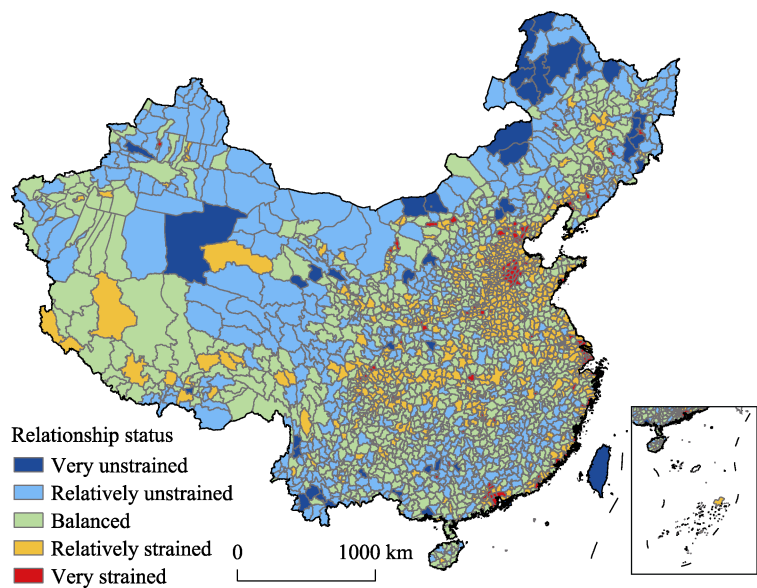 Relationship status
Very unstrained
Relatively unstrained
Balanced
Relatively strained
Very strained
0 1000 km